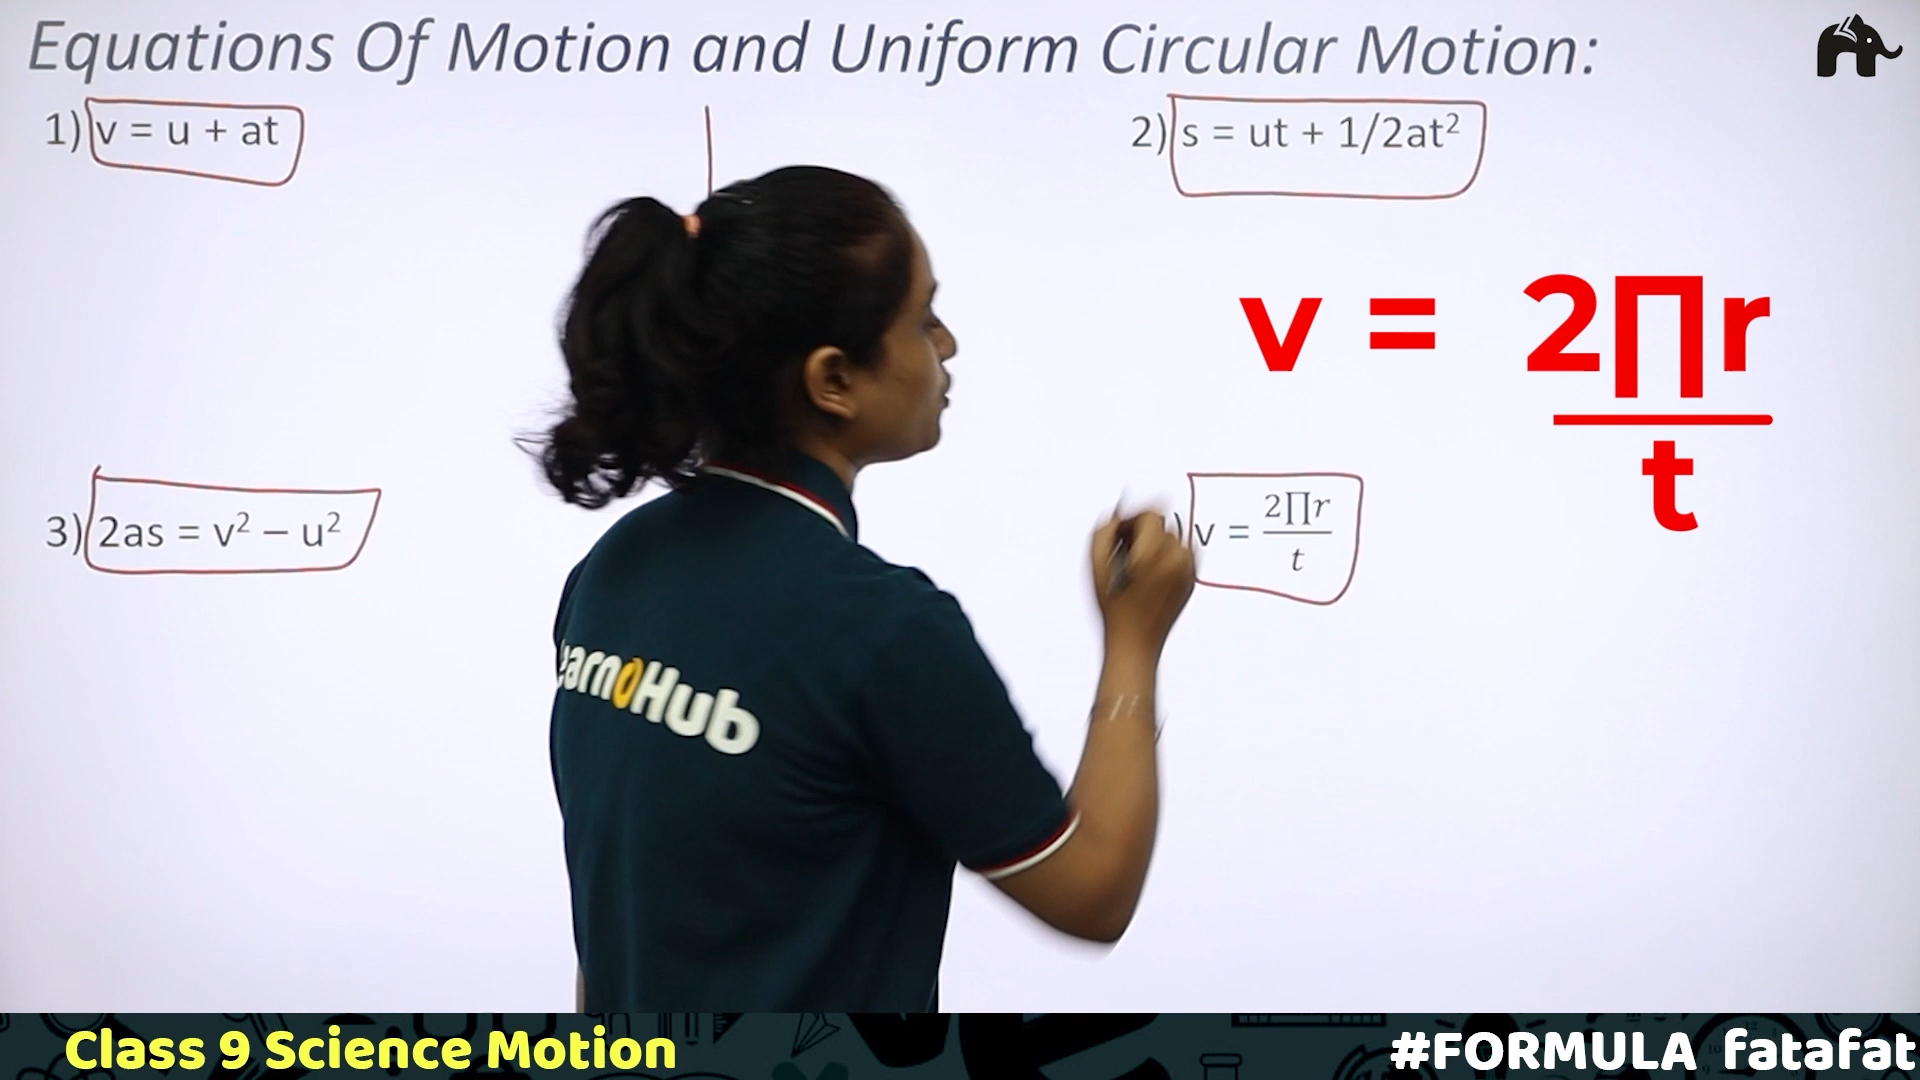 Equations Of Motion and Uniform Circular Motion:
1) v = u + at
2) s = ut + 1/2at²
v = 2∏r
t
3) 2as = v² – u²
) v = 2∏r
t
earnoHub
Class 9 Science Motion
#FORMULA fatafat